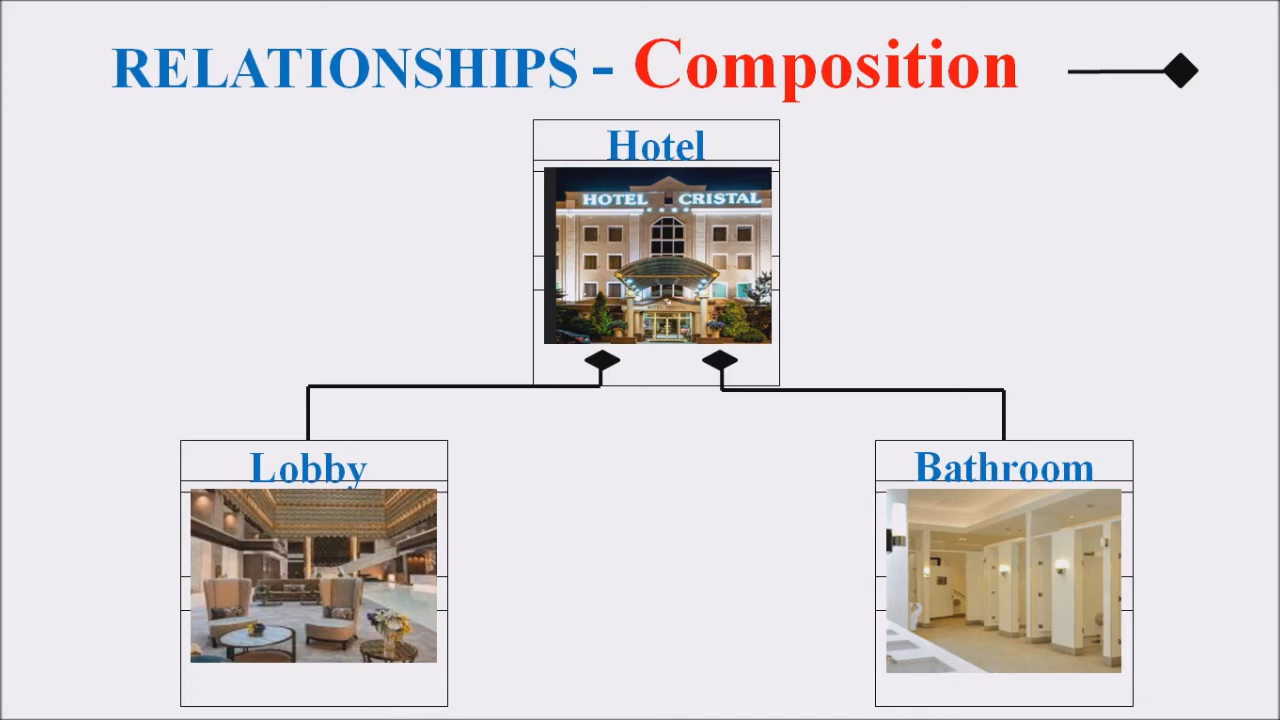 RELATIONSHIPS - Composition
Hotel
HOTEL CRISTAL
Lobby
Bathroom